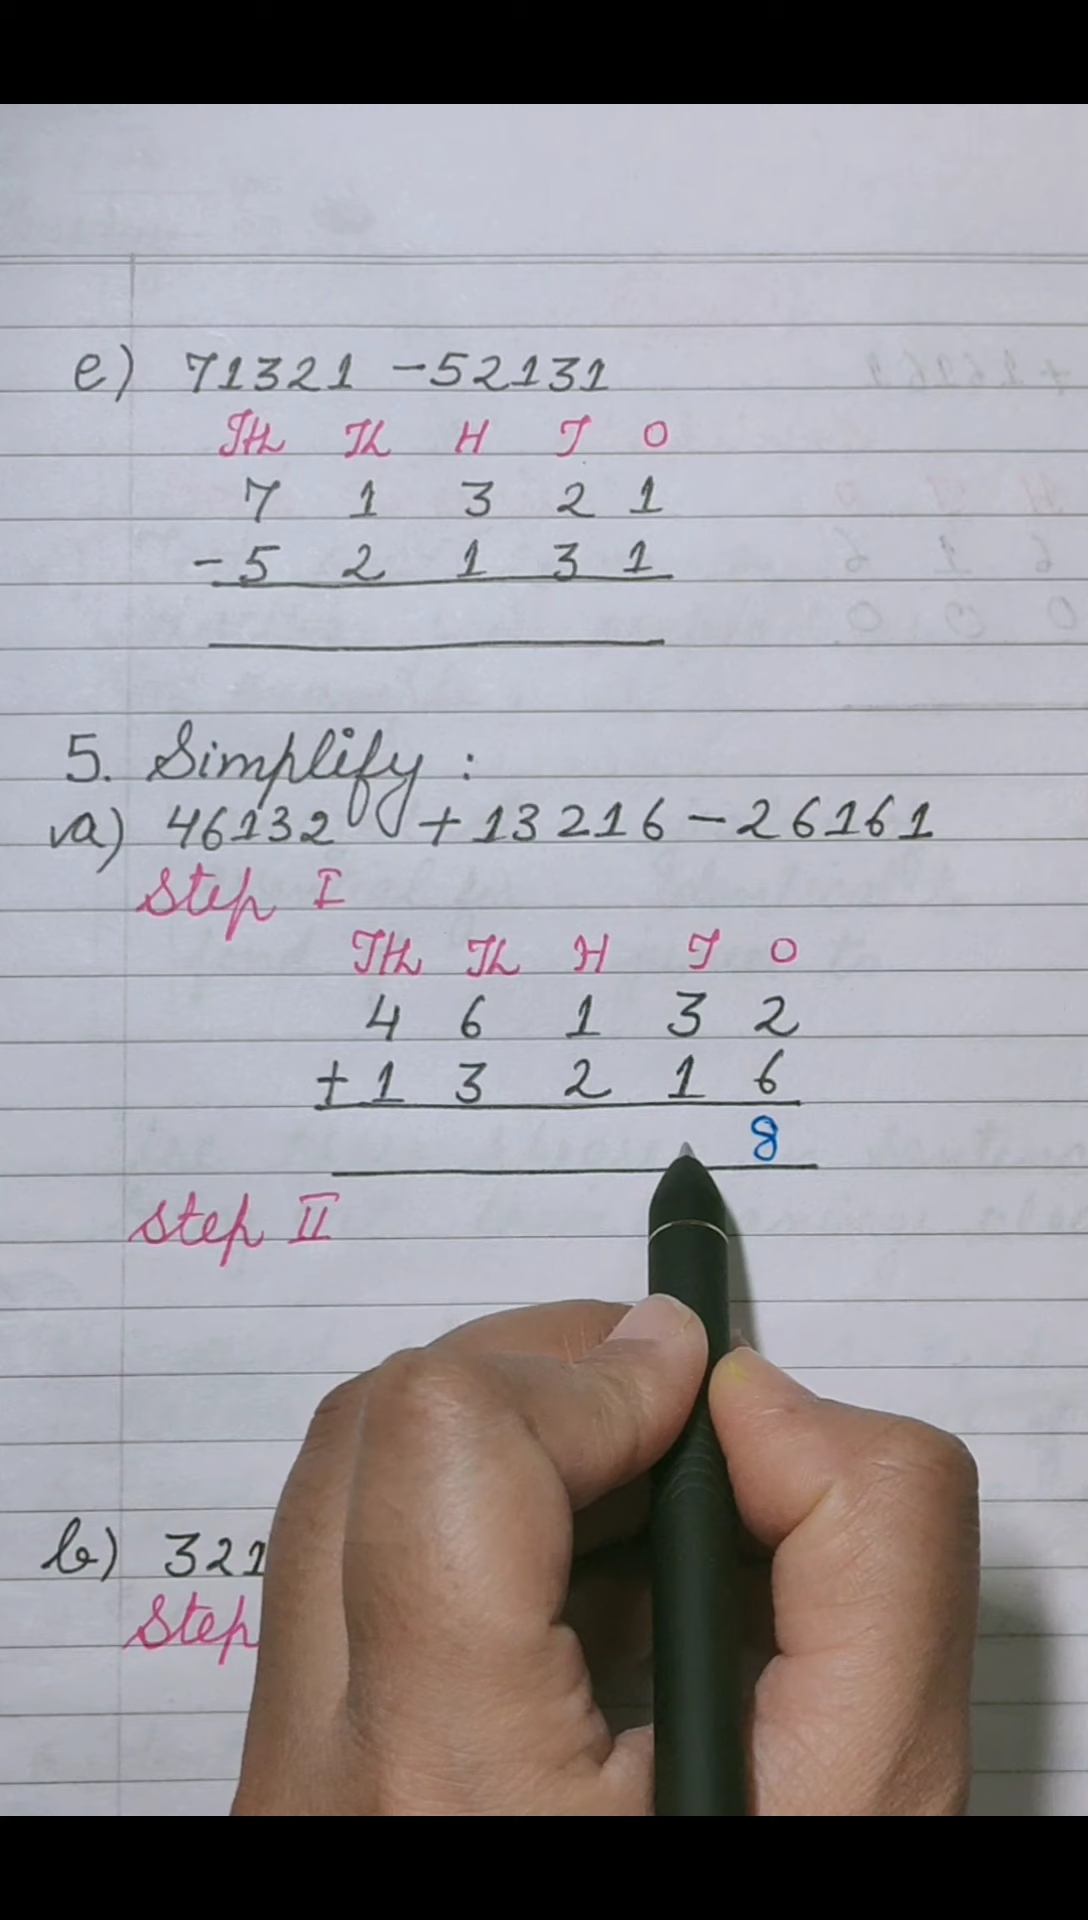 e) 71321 - 52131
TTh Th H T O
7 1 3 2 1
- 5 2 1 3 1
5. Simplify :
a) 46132 + 13216 - 26161
Step I
TTh Th H T O
4 6 1 3 2
+ 1 3 2 1 6
8
Step II
b) 321
Step